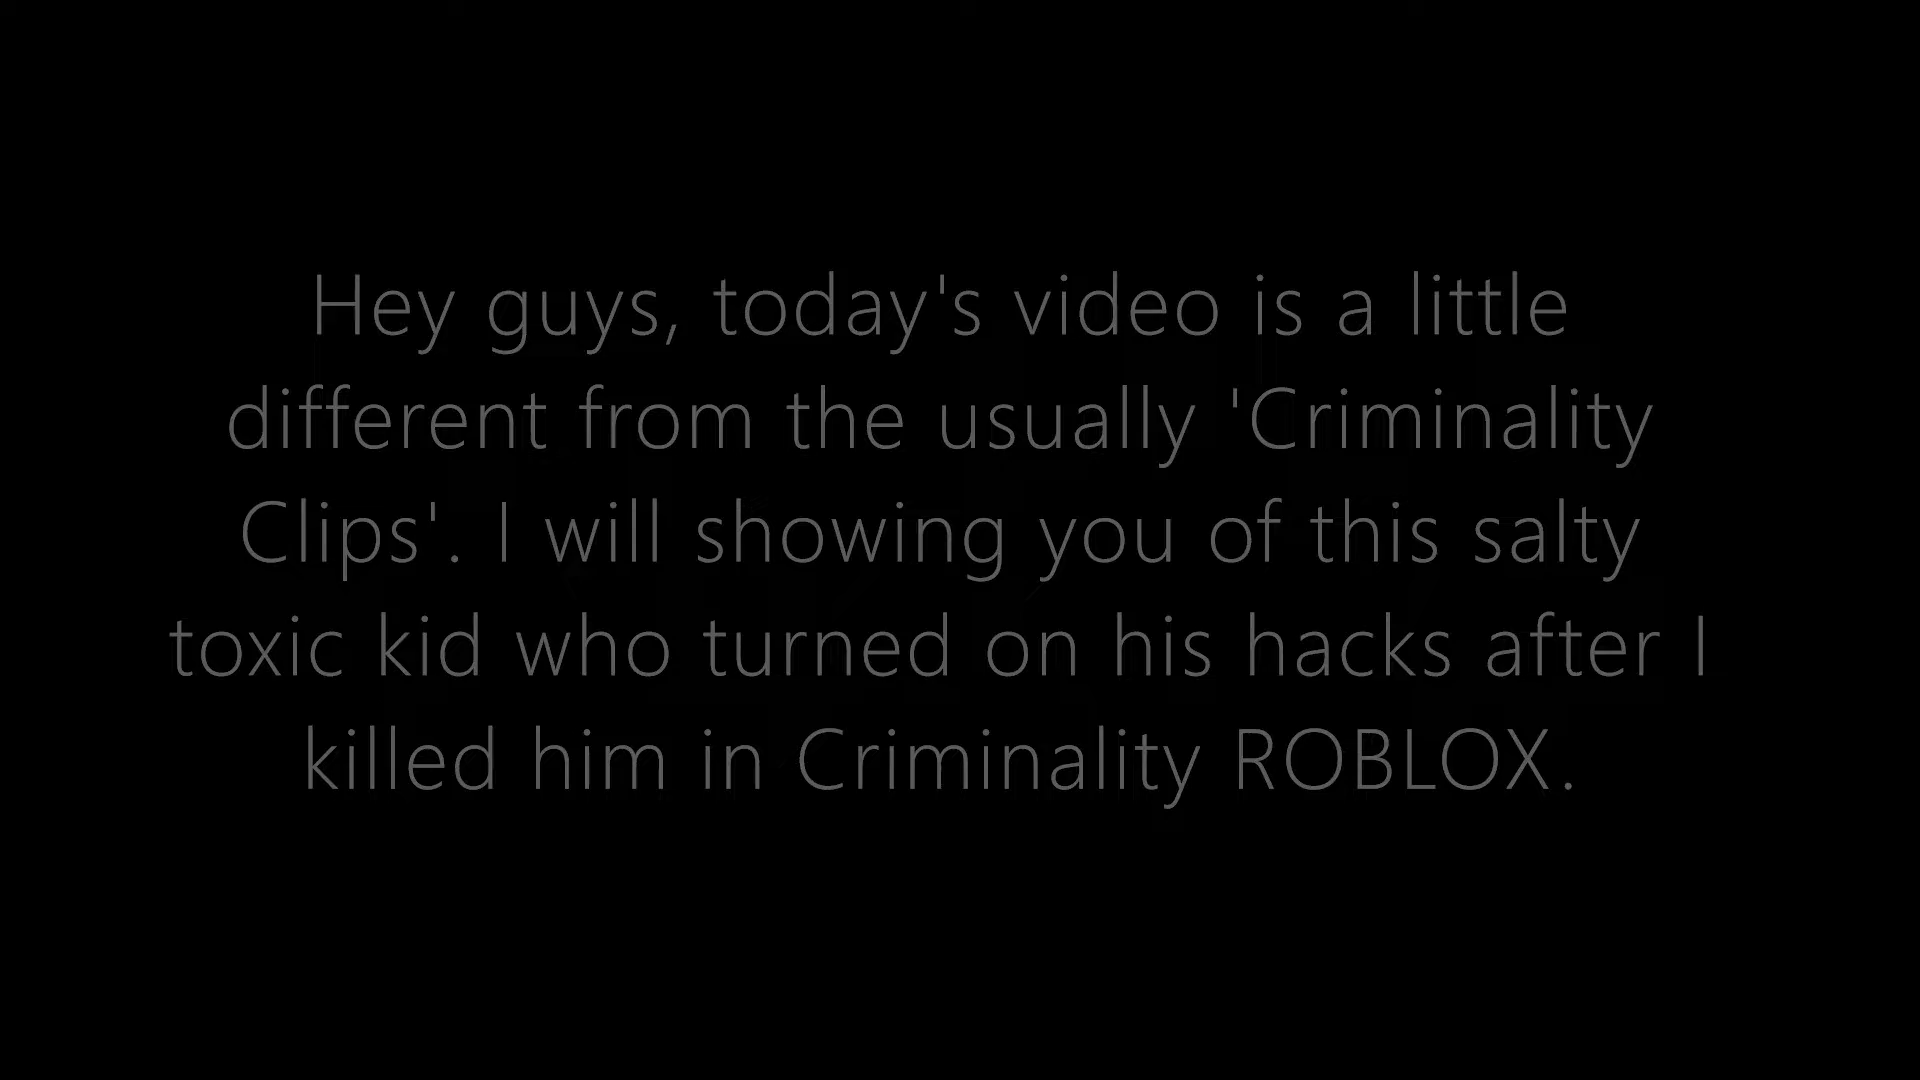 Hey guys, today's video is a little
different from the usually 'Criminality
Clips'. I will showing you of this salty
toxic kid who turned on his hacks after I
killed him in Criminality ROBLOX.